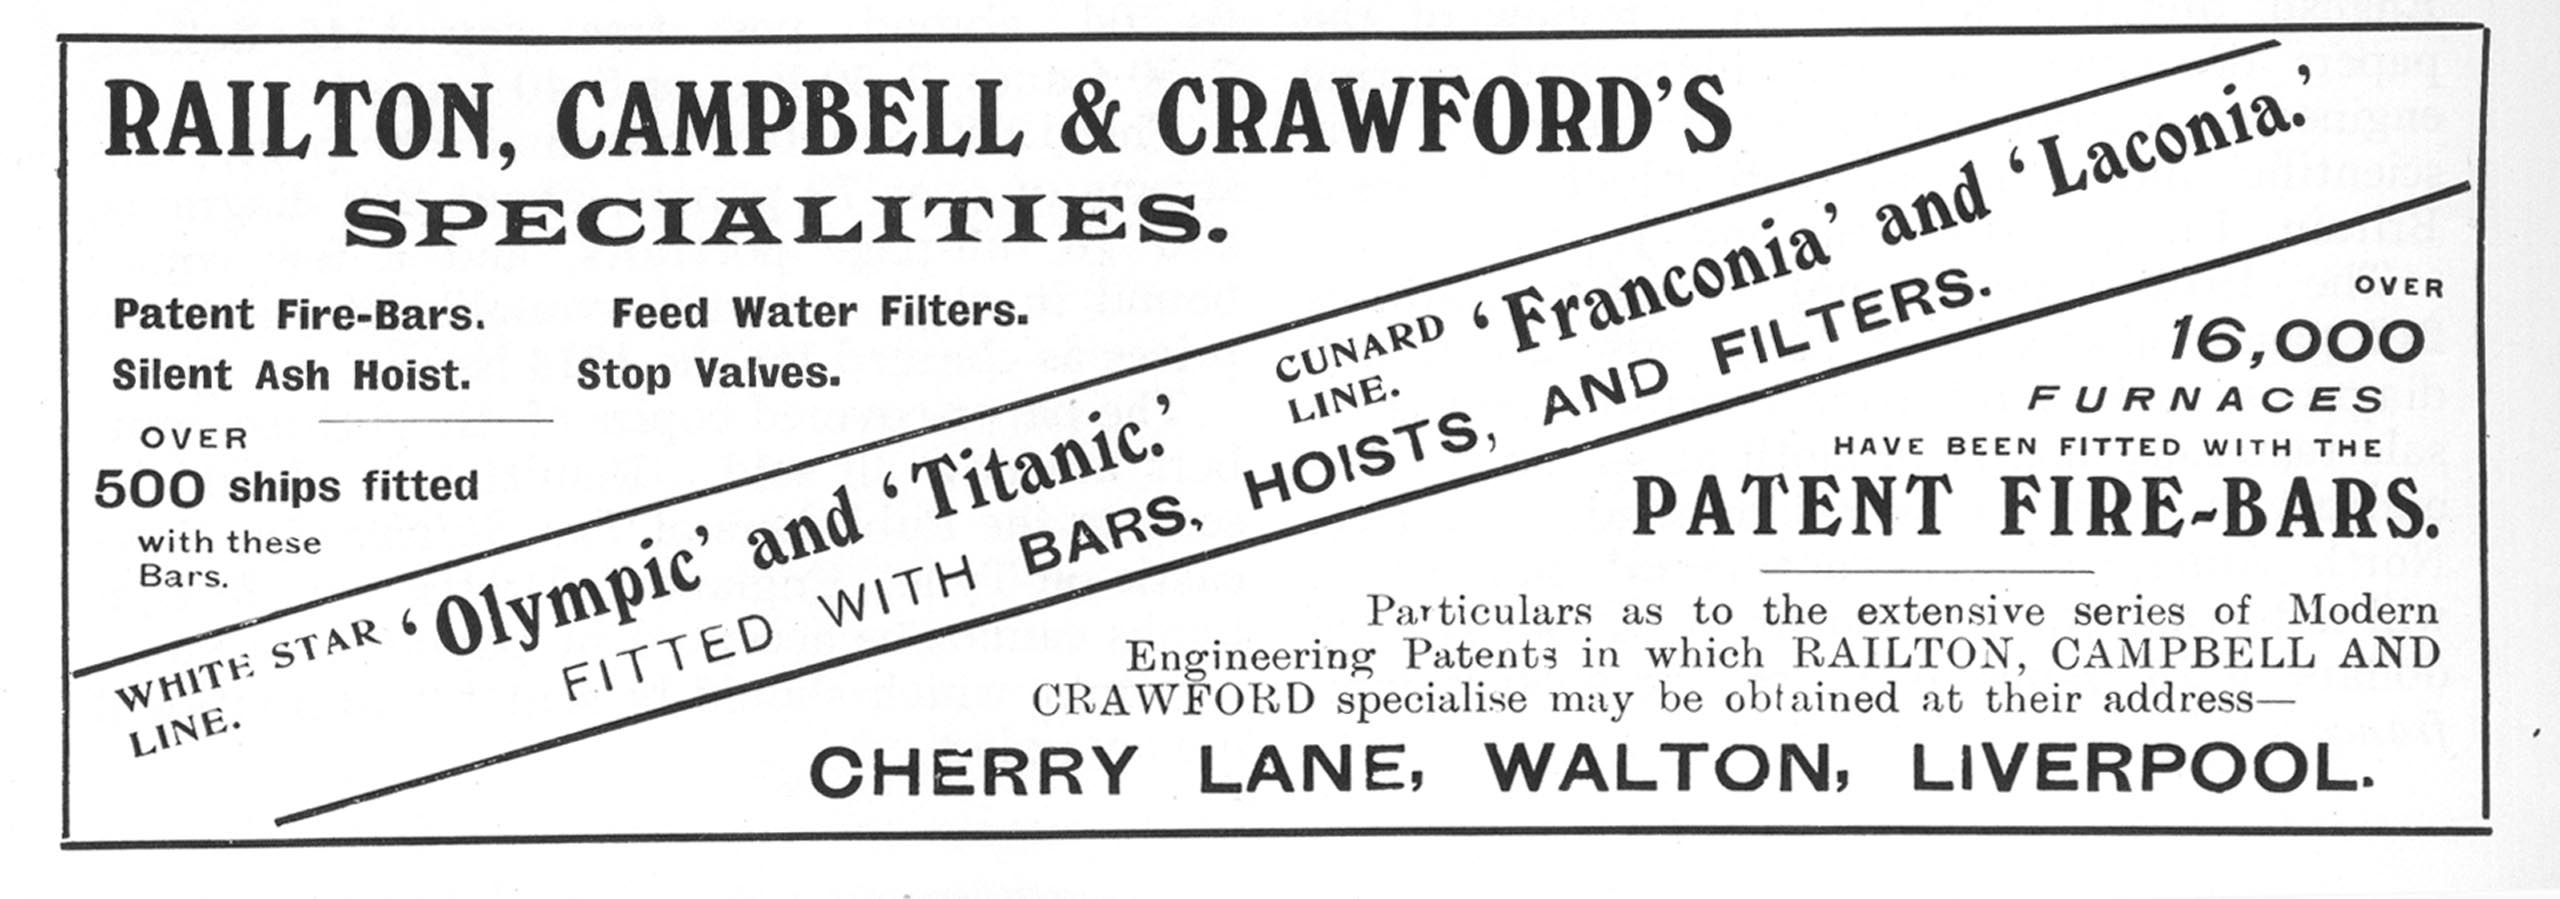 RAILTON, CAMPBELL & CRAWFORD'S
SPECIALITIES.
Patent Fire-Bars. Feed Water Filters.
Silent Ash Hoist. Stop Valves.
OVER
500 ships fitted
with these
Bars.
WHITE STAR LINE. 'Olympic' and 'Titanic.' CUNARD LINE. 'Franconia' and 'Laconia.'
FITTED WITH BARS, HOISTS, AND FILTERS.
OVER
16,000
FURNACES
HAVE BEEN FITTED WITH THE
PATENT FIRE-BARS.
Particulars as to the extensive series of Modern
Engineering Patents in which RAILTON, CAMPBELL AND
CRAWFORD specialise may be obtained at their address—
CHERRY LANE, WALTON, LIVERPOOL.